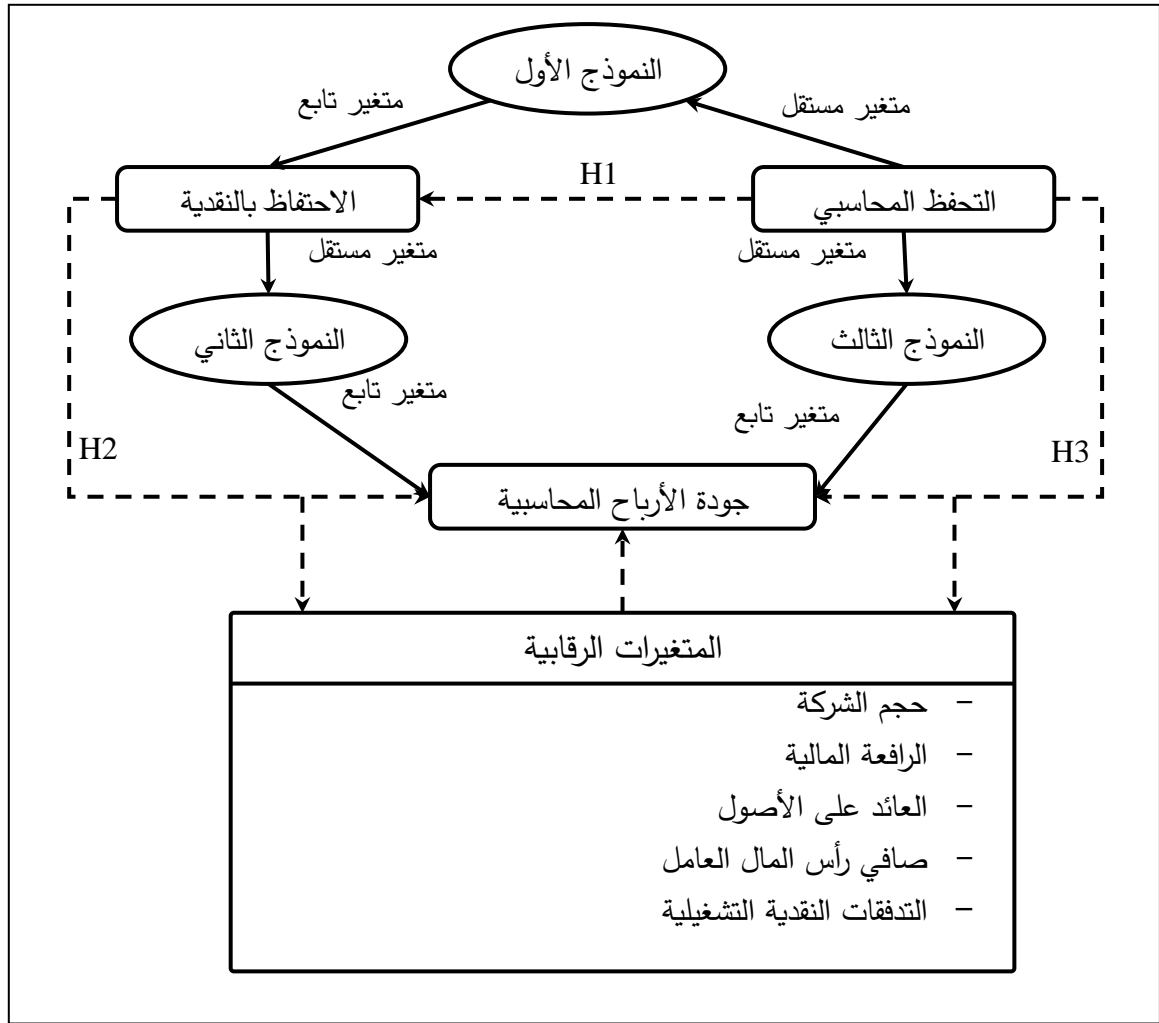 النموذج الأول
متغير مستقل
متغير تابع
H1
التحفظ المحاسبي
الاحتفاظ بالنقدية
متغير مستقل
متغير مستقل
النموذج الثالث
النموذج الثاني
متغير تابع
متغير تابع
H3
H2
جودة الأرباح المحاسبية
المتغيرات الرقابية
– حجم الشركة
– الرافعة المالية
– العائد على الأصول
– صافي رأس المال العامل
– التدفقات النقدية التشغيلية